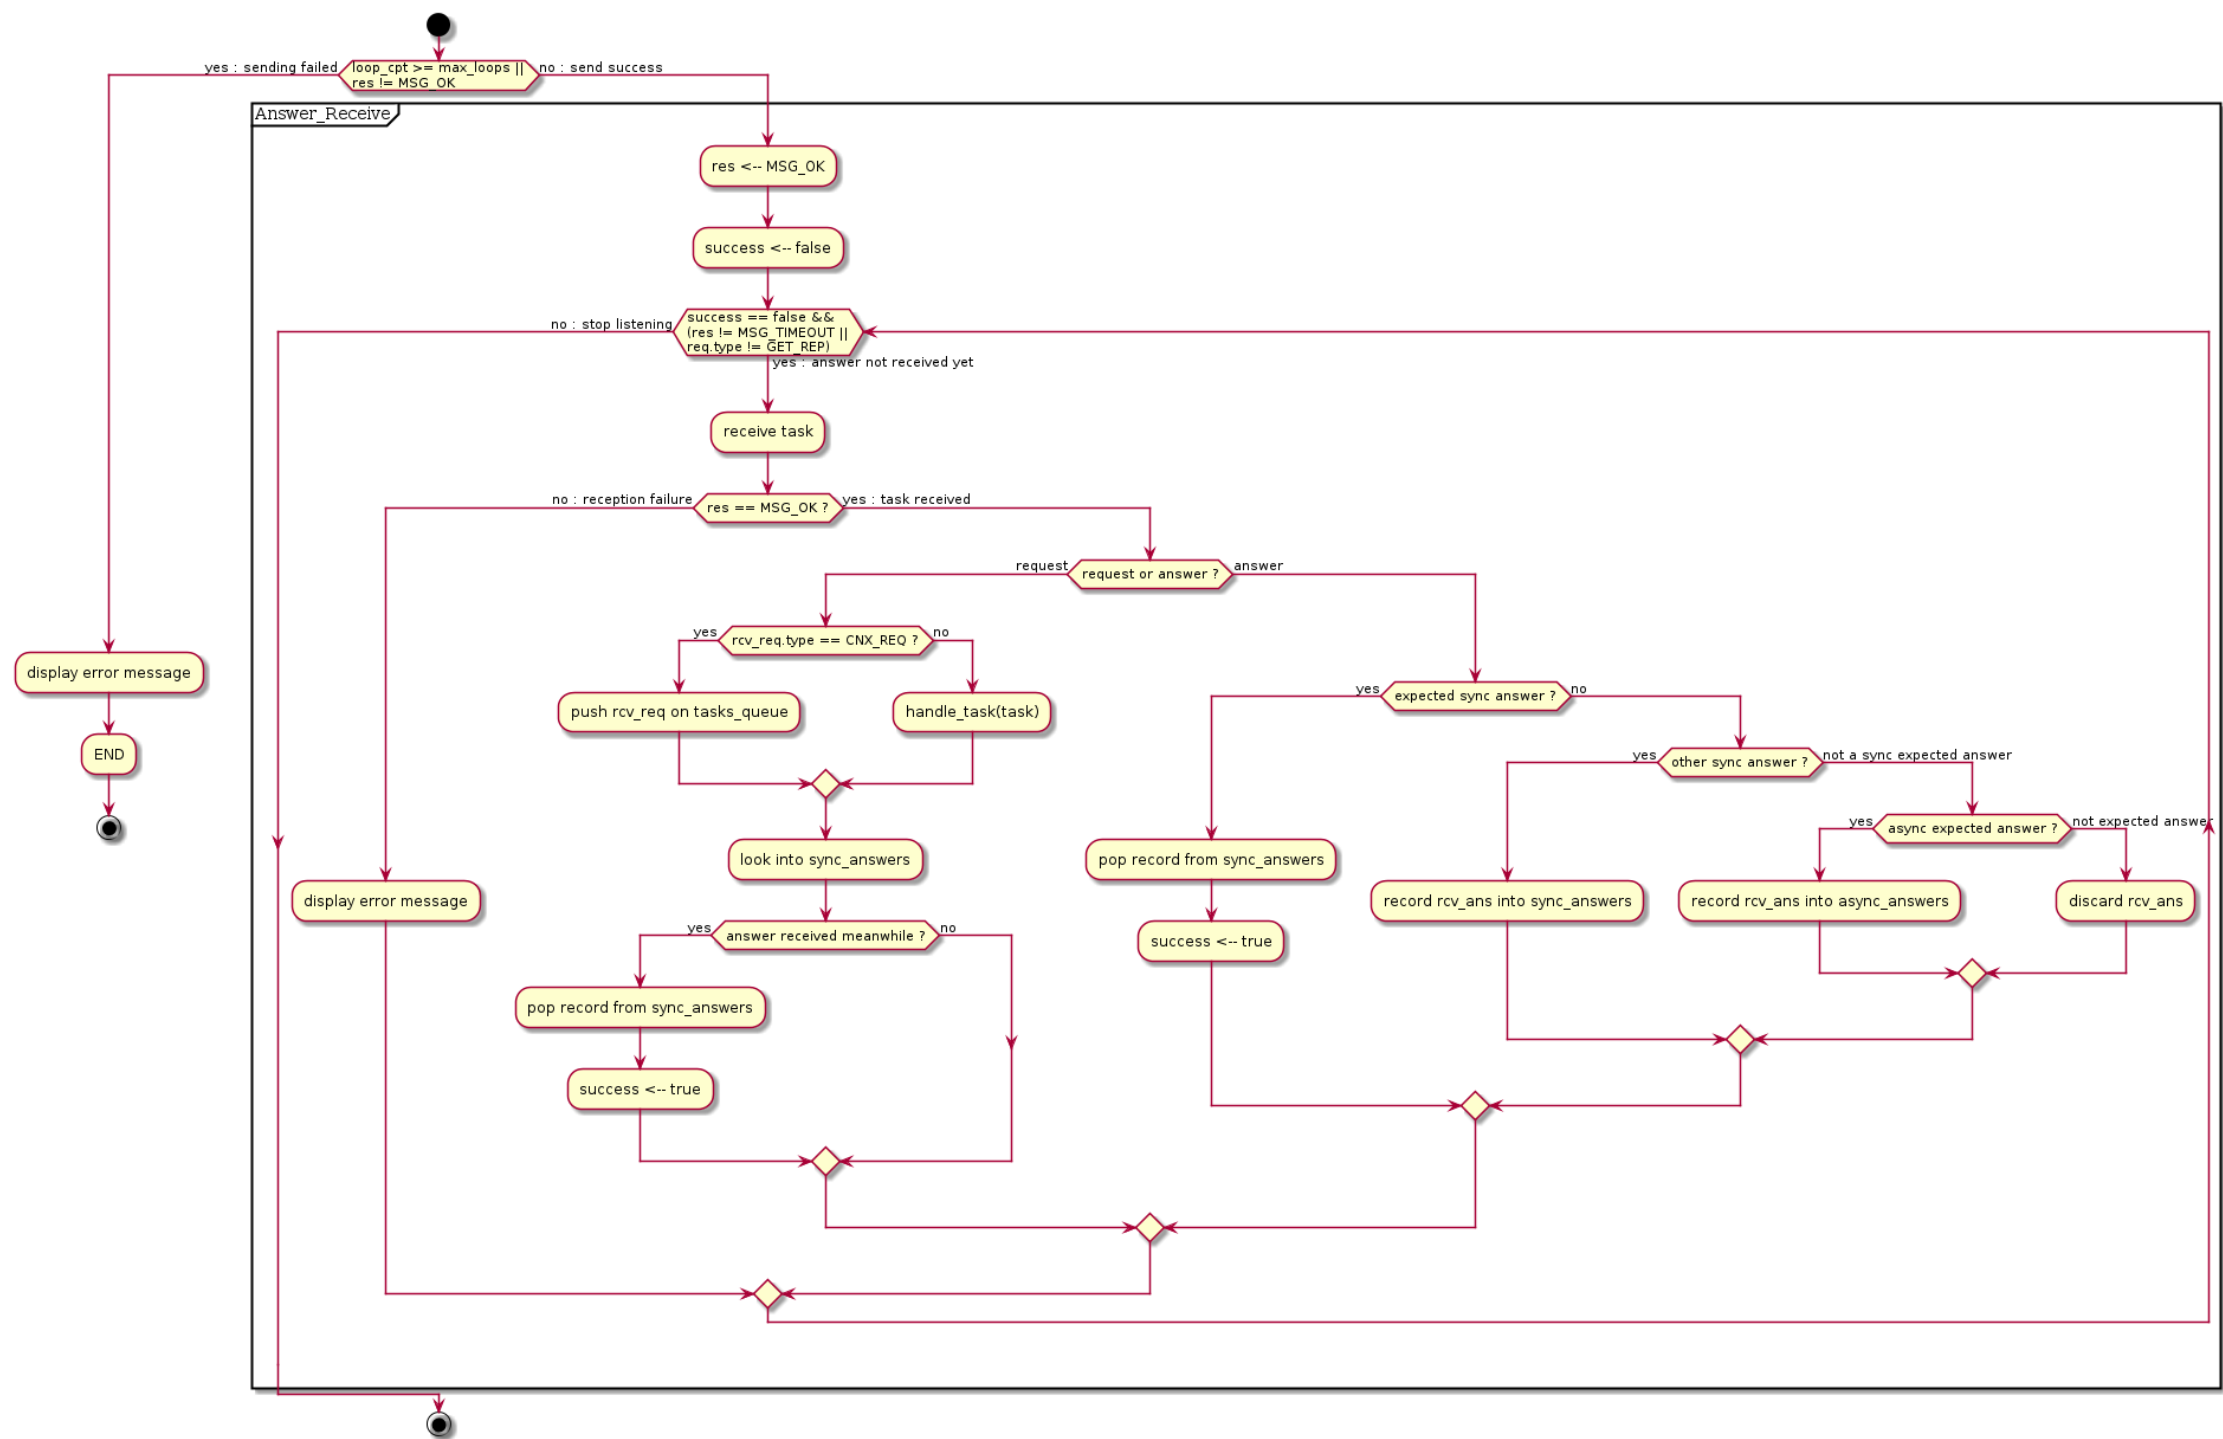 yes : sending failed
loop_cpt >= max_loops ||
res != MSG_OK
no : send success
Answer_Receive
res <-- MSG_OK
success <-- false
no : stop listening
success == false &&
(res != MSG_TIMEOUT ||
req.type != GET_REP)
yes : answer not received yet
receive task
no : reception failure
res == MSG_OK ?
yes : task received
request
request or answer ?
answer
yes
rcv_req.type == CNX_REQ ?
no
display error message
push rcv_req on tasks_queue
handle_task(task)
yes
expected sync answer ?
no
END
yes
other sync answer ?
not a sync expected answer
yes
async expected answer ?
not expected answer
look into sync_answers
pop record from sync_answers
display error message
record rcv_ans into sync_answers
record rcv_ans into async_answers
discard rcv_ans
yes
answer received meanwhile ?
no
success <-- true
pop record from sync_answers
success <-- true